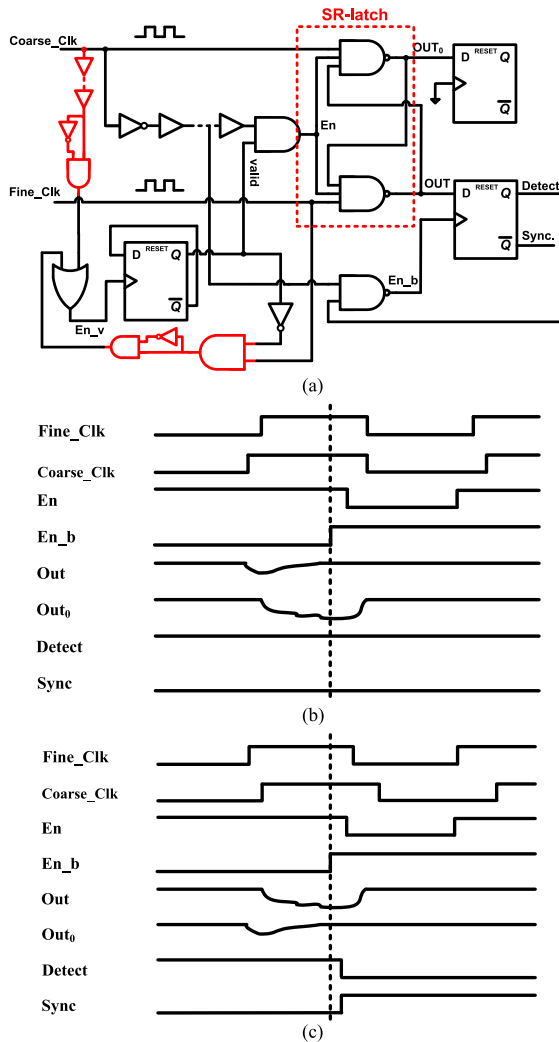 SR-latch
Coarse_Clk
OUT0
D RESET Q
Q
En
valid
Fine_Clk
OUT
D RESET Q
Detect
Q
Sync.
D RESET Q
Q
En_b
En_v
(a)
Fine_Clk
Coarse_Clk
En
En_b
Out
Out0
Detect
Sync
(b)
Fine_Clk
Coarse_Clk
En
En_b
Out
Out0
Detect
Sync
(c)